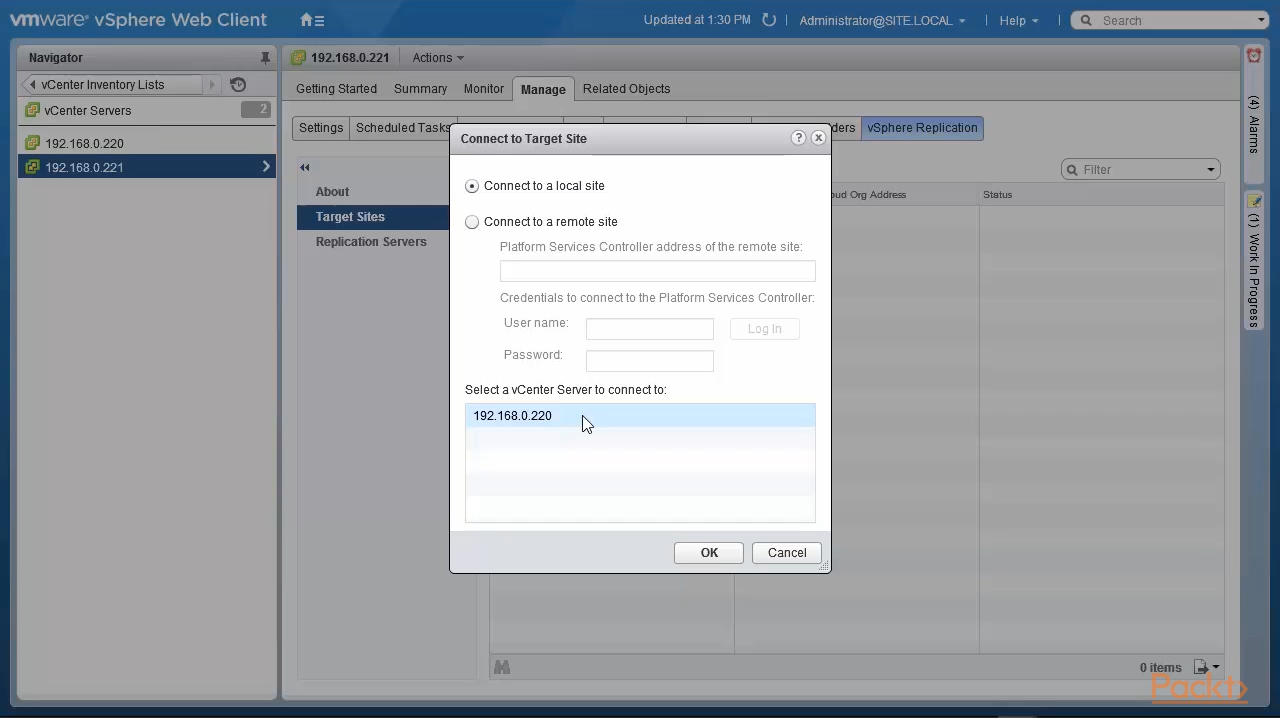 vmware® vSphere Web Client
Updated at 1:30 PM
Administrator@SITE.LOCAL
Help
Search
Navigator
vCenter Inventory Lists
vCenter Servers 2
192.168.0.220
192.168.0.221
192.168.0.221 Actions
Getting Started Summary Monitor Manage Related Objects
Settings Scheduled Tasks vSphere Replication
About
Target Sites
Replication Servers
Filter
Org Address Status
Connect to Target Site
Connect to a local site
Connect to a remote site
Platform Services Controller address of the remote site:
Credentials to connect to the Platform Services Controller:
User name:
Log In
Password:
Select a vCenter Server to connect to:
192.168.0.220
OK Cancel
0 items
(4) Alarms
(1) Work In Progress
Packt